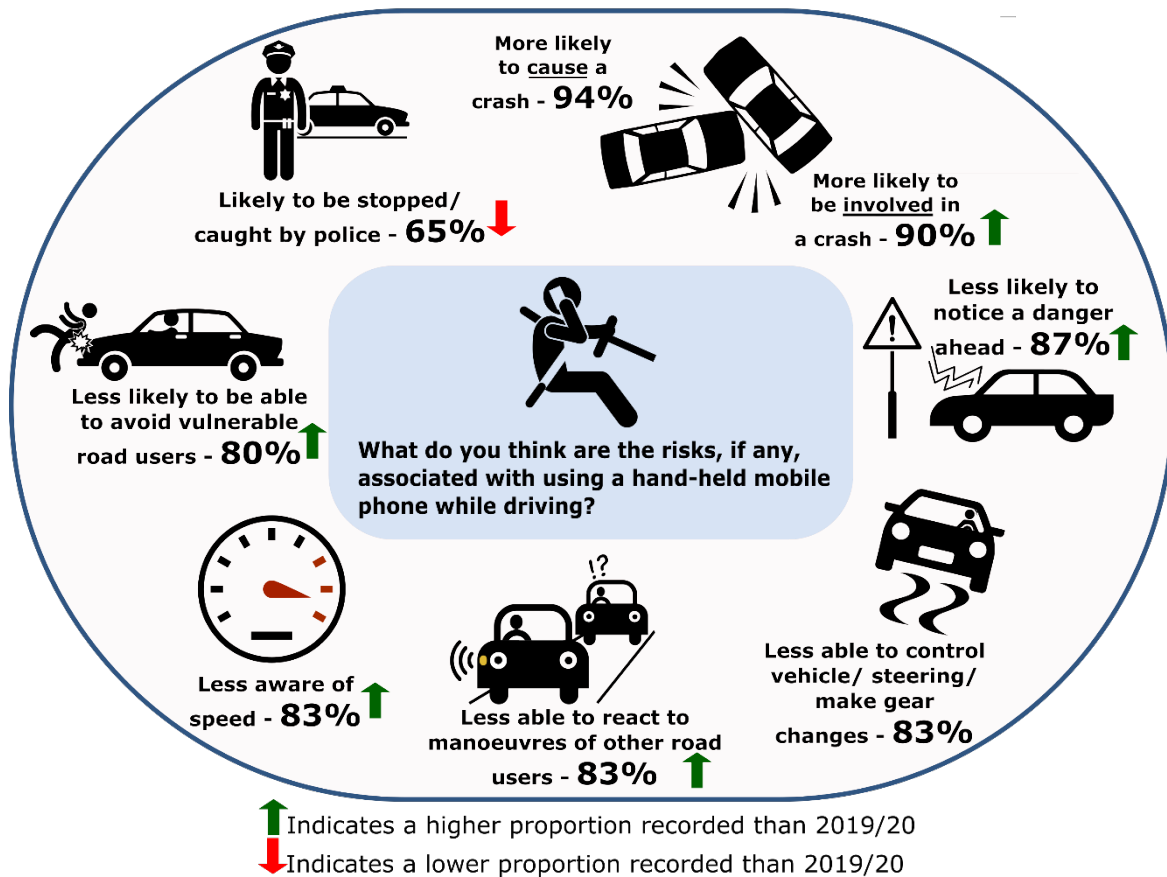 More likely
to cause a
crash - 94%
Likely to be stopped/
caught by police - 65%
More likely to
be involved in
a crash - 90%
Less likely to
notice a danger
ahead - 87%
Less likely to be able
to avoid vulnerable
road users - 80%
What do you think are the risks, if any,
associated with using a hand-held mobile
phone while driving?
!?
Less able to control
vehicle/ steering/
make gear
changes - 83%
Less aware of
speed - 83%
Less able to react to
manoeuvres of other road
users - 83%
Indicates a higher proportion recorded than 2019/20
Indicates a lower proportion recorded than 2019/20